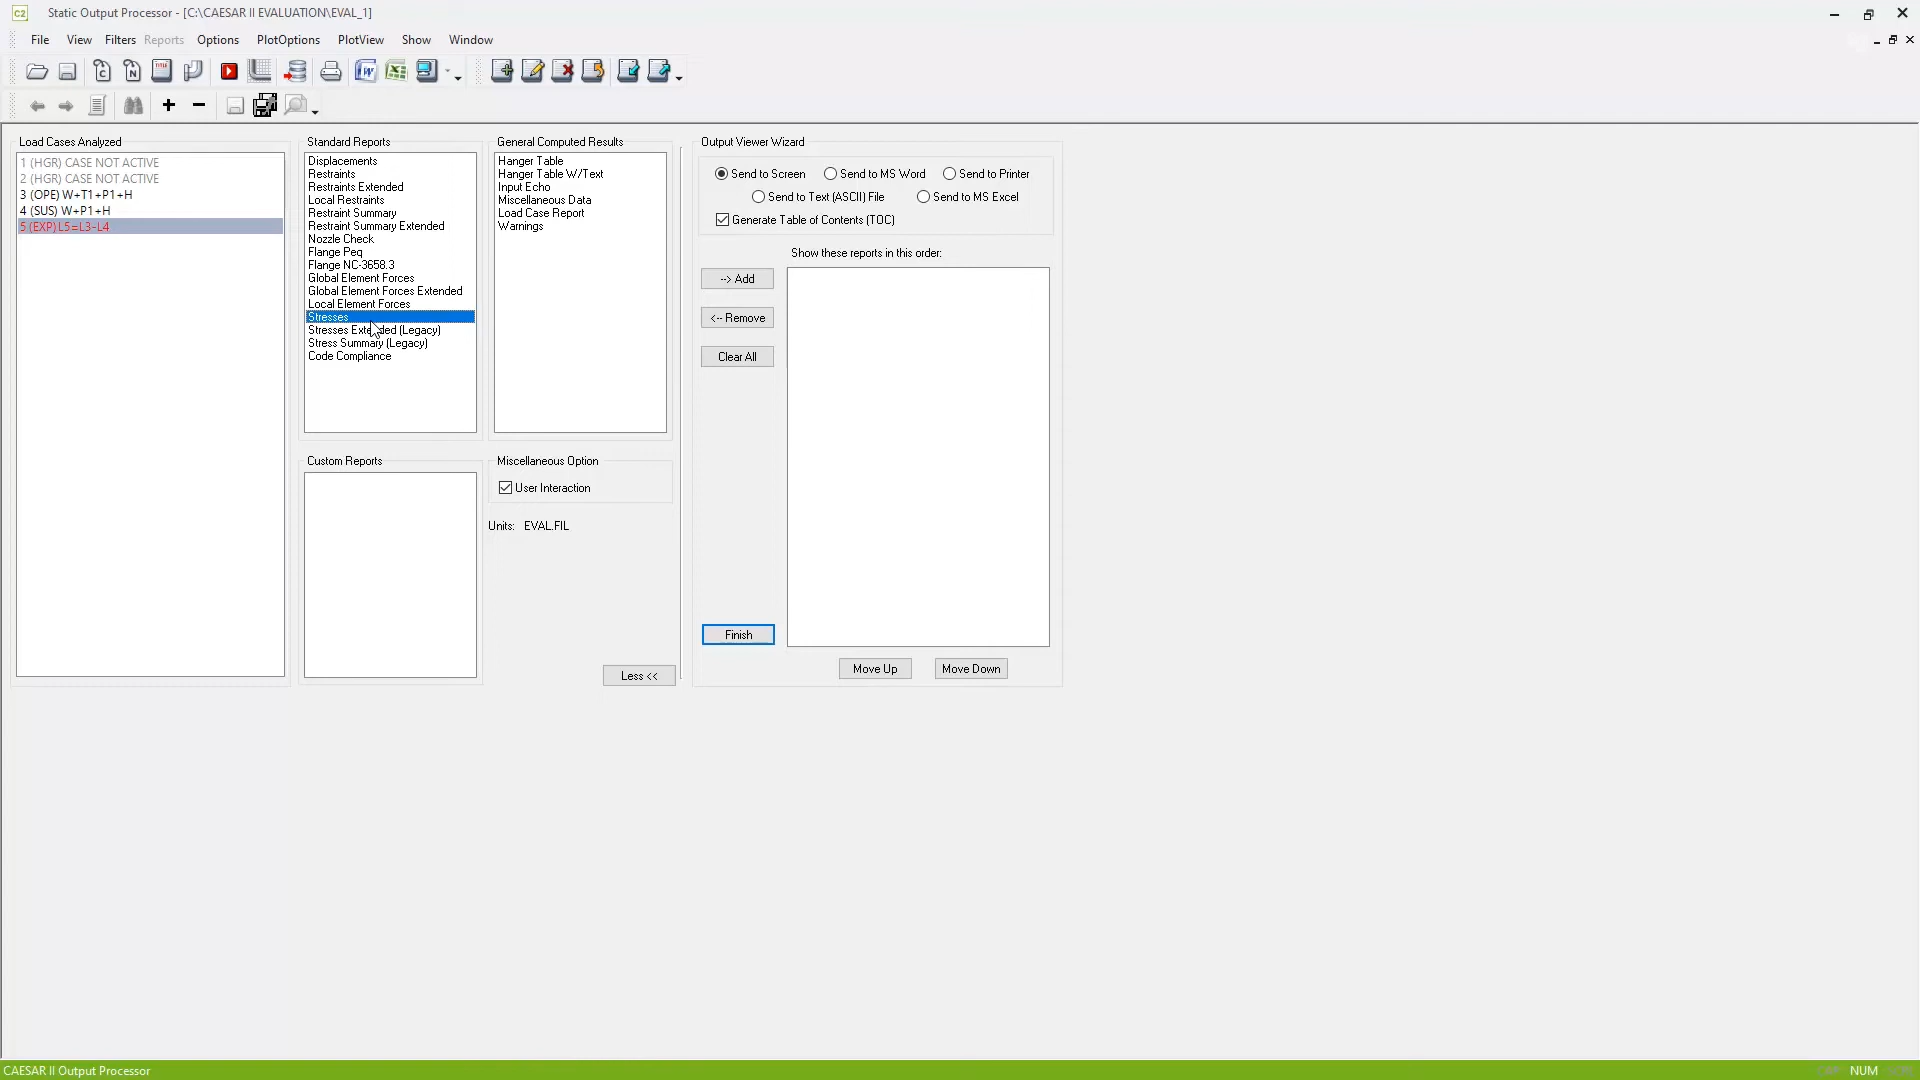 Static Output Processor - [C:\CAESAR II EVALUATION\EVAL_1]
File View Filters Reports Options PlotOptions PlotView Show Window
Load Cases Analyzed
1 (HGR) CASE NOT ACTIVE
2 (HGR) CASE NOT ACTIVE
3 (OPE) W+T1+P1+H
4 (SUS) W+P1+H
5 (EXP) L5=L3-L4
Standard Reports
Displacements
Restraints
Restraints Extended
Local Restraints
Restraint Summary
Restraint Summary Extended
Nozzle Check
Flange Peq
Flange NC-3658.3
Global Element Forces
Global Element Forces Extended
Local Element Forces
Stresses
Stresses Extended (Legacy)
Stress Summary (Legacy)
Code Compliance
General Computed Results
Hanger Table
Hanger Table W/Text
Input Echo
Miscellaneous Data
Load Case Report
Warnings
Custom Reports
Miscellaneous Option
User Interaction
Units: EVAL.FIL
Less <<
Output Viewer Wizard
Send to Screen Send to MS Word Send to Printer
Send to Text (ASCII) File Send to MS Excel
Generate Table of Contents (TOC)
Show these reports in this order:
--> Add
<-- Remove
Clear All
Finish
Move Up Move Down
CAESAR II Output Processor
NUM